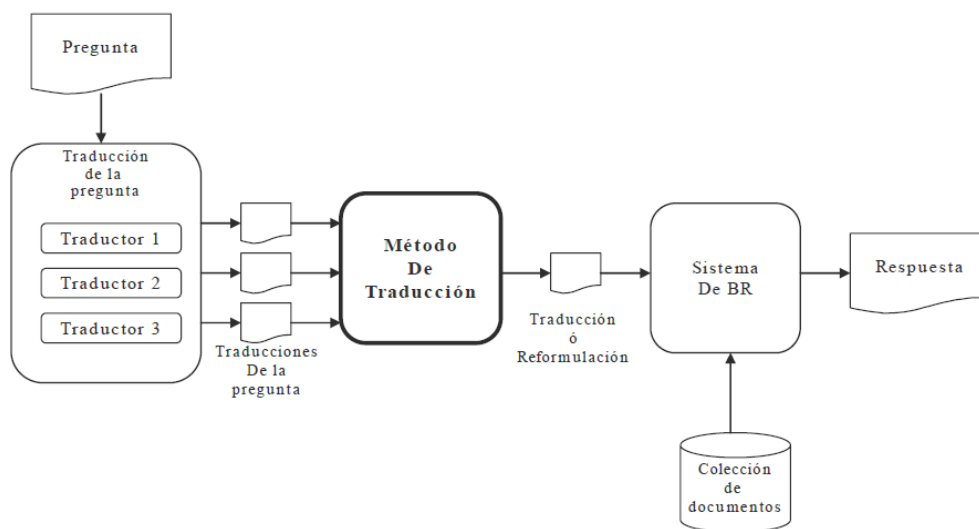 Pregunta
Traducción
de la
pregunta
Traductor 1
Traductor 2
Traductor 3
Traducciones
De la
pregunta
Método
De
Traducción
Traducción
ó
Reformulación
Sistema
De BR
Respuesta
Colección
de
documentos